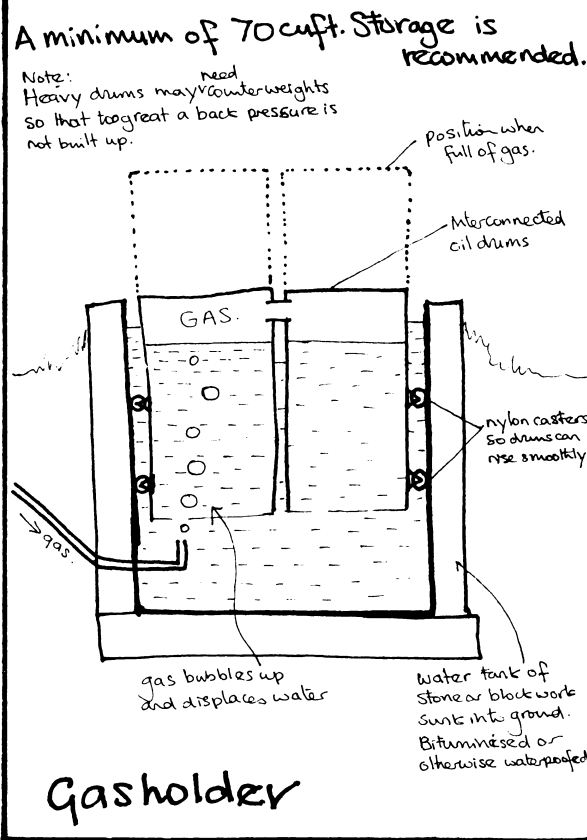 A minimum of 70 cuft. Storage is
recommended.
Note:
need
Heavy drums may counterweights
so that too great a back pressure is
not built up.
position when
full of gas.
Interconnected
oil drums
GAS.
nylon casters
so drums can
rise smoothly
→ gas.
gas bubbles up
and displaces water
water tank of
stone or blockwork
sunk into ground.
Bituminised or
otherwise waterproofed
Gasholder